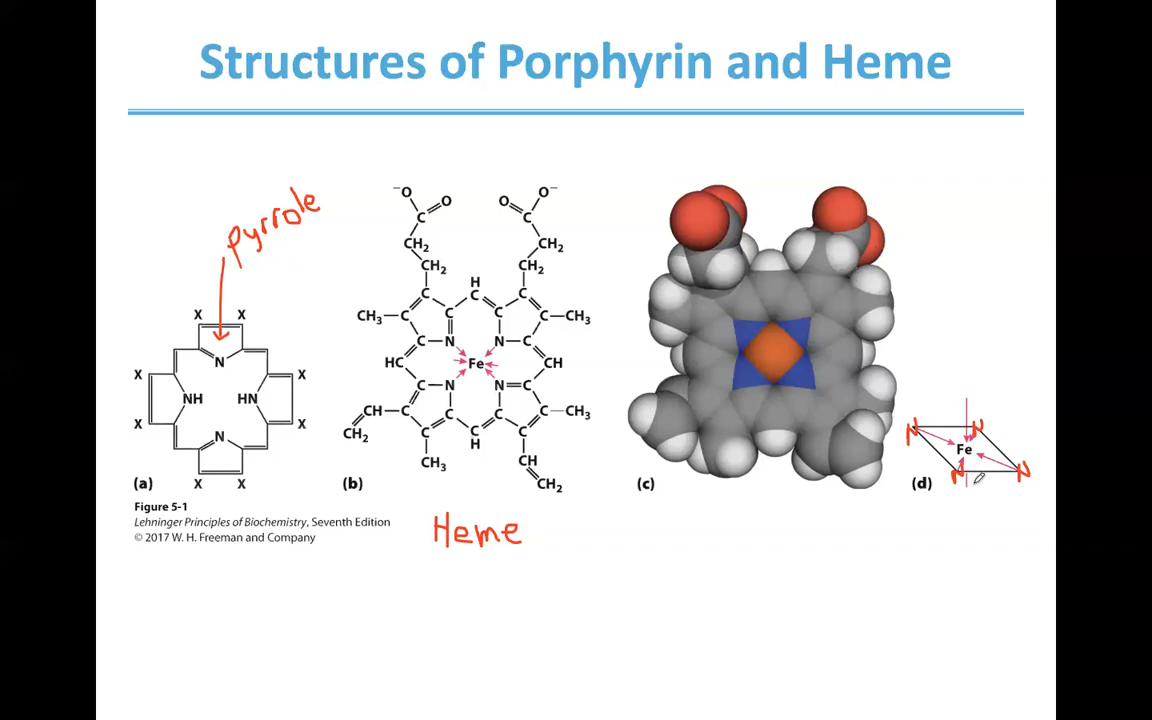 Structures of Porphyrin and Heme
pyrrole
X X
N
X X
NH HN
X X
N
X X
(a)
⁻O O
C
CH₂
CH₂
O O⁻
C
CH₂
CH₂
H
C C C
CH₃—C C C C—CH₃
C N N C
HC Fe CH
C N N C
CH—C C C C—CH₃
CH₂
C C C
H
CH₃ CH
CH₂
(b)
(c)
N N
Fe
N N
(d)
Figure 5-1
Lehninger Principles of Biochemistry, Seventh Edition
© 2017 W. H. Freeman and Company
Heme